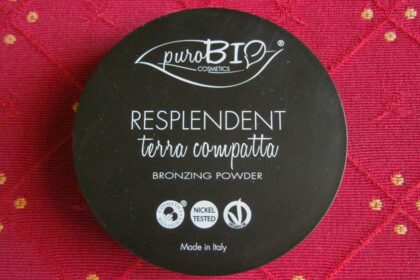 puroBIO®
COSMETICS
RESPLENDENT
terra compatta
BRONZING POWDER
NICKEL
TESTED
Made in Italy